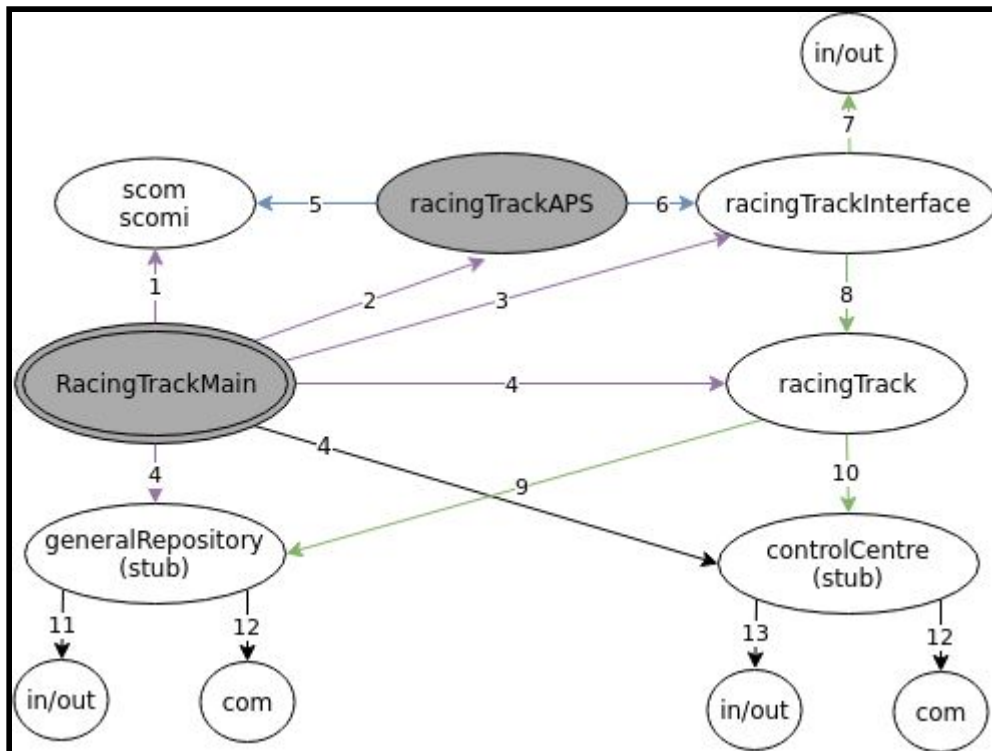 in/out
7
scom
scomi
5
racingTrackAPS
6
racingTrackInterface
1
2
3
8
RacingTrackMain
4
racingTrack
4
4
9
10
generalRepository
(stub)
controlCentre
(stub)
11
12
13
12
in/out
com
in/out
com